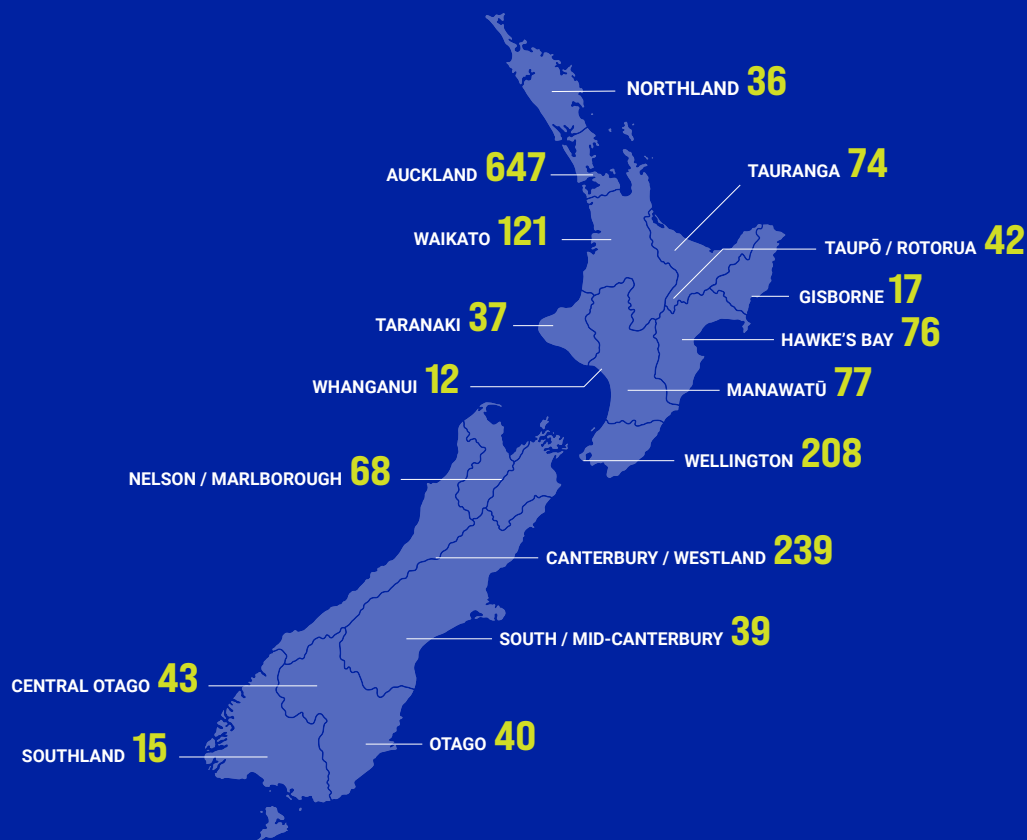 NORTHLAND 36
AUCKLAND 647
TAURANGA 74
WAIKATO 121
TAUPŌ / ROTORUA 42
GISBORNE 17
TARANAKI 37
HAWKE'S BAY 76
WHANGANUI 12
MANAWATŪ 77
WELLINGTON 208
NELSON / MARLBOROUGH 68
CANTERBURY / WESTLAND 239
SOUTH / MID-CANTERBURY 39
CENTRAL OTAGO 43
OTAGO 40
SOUTHLAND 15